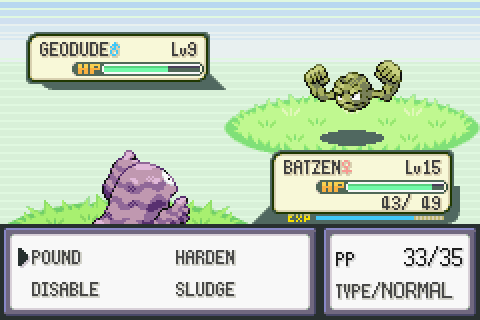 GEODUDE♂ Lv9
HP
BATZEN♀ Lv15
HP
43/ 49
EXP
POUND HARDEN
DISABLE SLUDGE
PP 33/35
TYPE/NORMAL